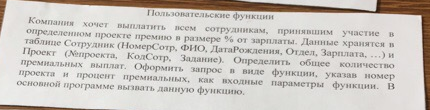 Пользовательские функции
Компания хочет выплатить всем сотрудникам, принявшим участие в
определенном проекте премию в размере % от зарплаты. Данные хранятся в
таблице Сотрудник (НомерСотр, ФИО, ДатаРождения, Отдел, Зарплата, …) и
Проект (№проекта, КодСотр, Задание). Определить общее количество
премиальных выплат. Оформить запрос в виде функции, указав номер
проекта и процент премиальных, как входные параметры функции. В
основной программе вызвать данную функцию.